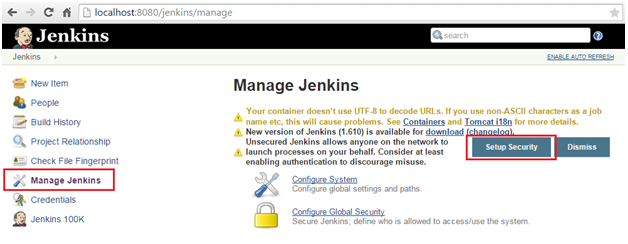 localhost:8080/jenkins/manage
Jenkins
search
Jenkins
ENABLE AUTO REFRESH
New Item
People
Build History
Project Relationship
Check File Fingerprint
Manage Jenkins
Credentials
Jenkins 100K
Manage Jenkins
Your container doesn't use UTF-8 to decode URLs. If you use non-ASCII characters as a job
name etc, this will cause problems. See Containers and Tomcat i18n for more details.
New version of Jenkins (1.610) is available for download (changelog).
Unsecured Jenkins allows anyone on the network to
launch processes on your behalf. Consider at least
enabling authentication to discourage misuse.
Setup Security
Dismiss
Configure System
Configure global settings and paths.
Configure Global Security
Secure Jenkins; define who is allowed to access/use the system.